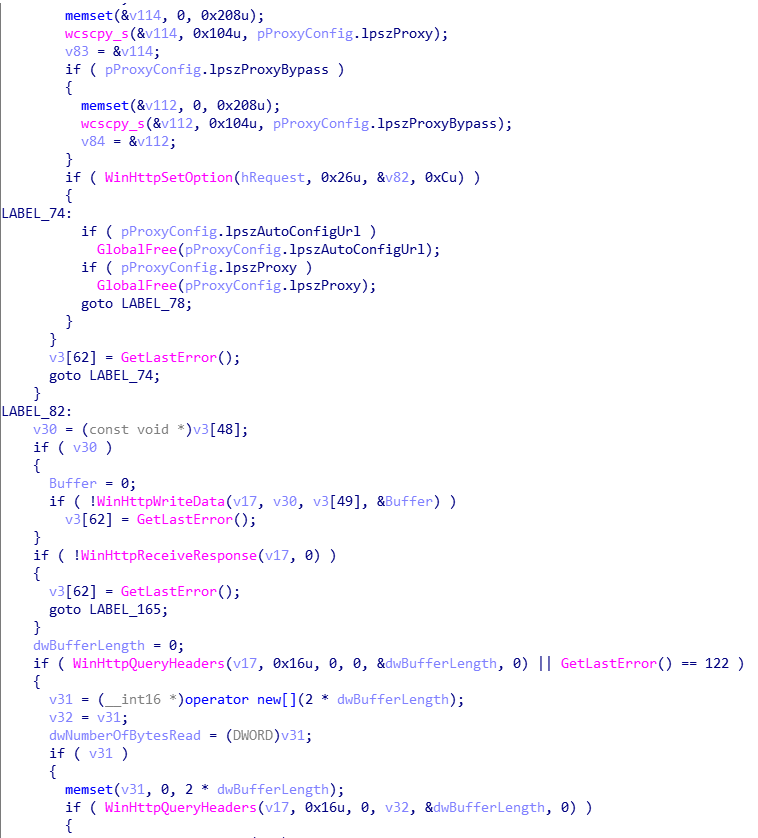 memset(&v114, 0, 0x208u);
wcscpy_s(&v114, 0x104u, pProxyConfig.lpszProxy);
v83 = &v114;
if ( pProxyConfig.lpszProxyBypass )
{
memset(&v112, 0, 0x208u);
wcscpy_s(&v112, 0x104u, pProxyConfig.lpszProxyBypass);
v84 = &v112;
}
if ( WinHttpSetOption(hRequest, 0x26u, &v82, 0xCu) )
{
LABEL_74:
if ( pProxyConfig.lpszAutoConfigUrl )
GlobalFree(pProxyConfig.lpszAutoConfigUrl);
if ( pProxyConfig.lpszProxy )
GlobalFree(pProxyConfig.lpszProxy);
goto LABEL_78;
}
}
v3[62] = GetLastError();
goto LABEL_74;
}
LABEL_82:
v30 = (const void *)v3[48];
if ( v30 )
{
Buffer = 0;
if ( !WinHttpWriteData(v17, v30, v3[49], &Buffer) )
v3[62] = GetLastError();
}
if ( !WinHttpReceiveResponse(v17, 0) )
{
v3[62] = GetLastError();
goto LABEL_165;
}
dwBufferLength = 0;
if ( WinHttpQueryHeaders(v17, 0x16u, 0, 0, &dwBufferLength, 0) || GetLastError() == 122 )
{
v31 = (__int16 *)operator new[](2 * dwBufferLength);
v32 = v31;
dwNumberOfBytesRead = (DWORD)v31;
if ( v31 )
{
memset(v31, 0, 2 * dwBufferLength);
if ( WinHttpQueryHeaders(v17, 0x16u, 0, v32, &dwBufferLength, 0) )
{